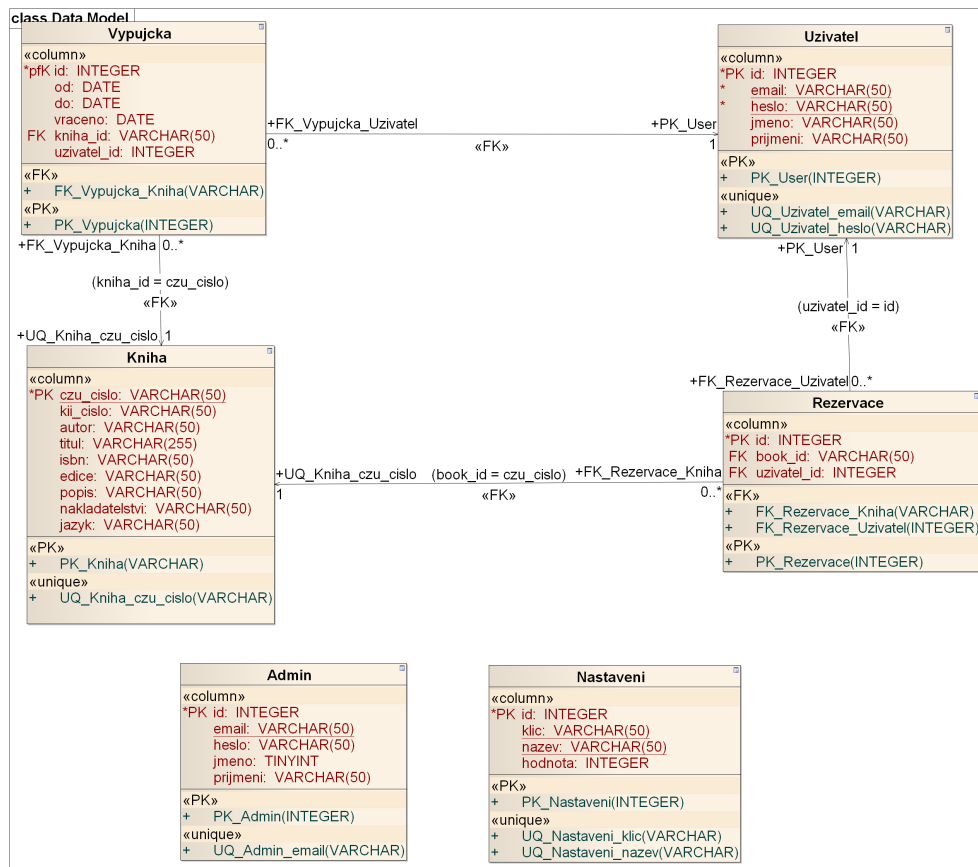 class Data Model
Vypujcka
«column»
*pfK id: INTEGER
od: DATE
do: DATE
vraceno: DATE
FK kniha_id: VARCHAR(50)
uzivatel_id: INTEGER
«FK»
+ FK_Vypujcka_Kniha(VARCHAR)
«PK»
+ PK_Vypujcka(INTEGER)
+FK_Vypujcka_Uzivatel
0..*
«FK»
+PK_User
1
Uzivatel
«column»
*PK id: INTEGER
* email: VARCHAR(50)
* heslo: VARCHAR(50)
jmeno: VARCHAR(50)
prijmeni: VARCHAR(50)
«PK»
+ PK_User(INTEGER)
«unique»
+ UQ_Uzivatel_email(VARCHAR)
+ UQ_Uzivatel_heslo(VARCHAR)
+FK_Vypujcka_Kniha 0..*
(kniha_id = czu_cislo)
«FK»
+UQ_Kniha_czu_cislo 1
+PK_User 1
(uzivatel_id = id)
«FK»
+FK_Rezervace_Uzivatel 0..*
Kniha
«column»
*PK czu_cislo: VARCHAR(50)
kii_cislo: VARCHAR(50)
autor: VARCHAR(50)
titul: VARCHAR(255)
isbn: VARCHAR(50)
edice: VARCHAR(50)
popis: VARCHAR(50)
nakladatelstvi: VARCHAR(50)
jazyk: VARCHAR(50)
«PK»
+ PK_Kniha(VARCHAR)
«unique»
+ UQ_Kniha_czu_cislo(VARCHAR)
+UQ_Kniha_czu_cislo
1
(book_id = czu_cislo)
«FK»
+FK_Rezervace_Kniha
0..*
Rezervace
«column»
*PK id: INTEGER
FK book_id: VARCHAR(50)
FK uzivatel_id: INTEGER
«FK»
+ FK_Rezervace_Kniha(VARCHAR)
+ FK_Rezervace_Uzivatel(INTEGER)
«PK»
+ PK_Rezervace(INTEGER)
Admin
«column»
*PK id: INTEGER
email: VARCHAR(50)
heslo: VARCHAR(50)
jmeno: TINYINT
prijmeni: VARCHAR(50)
«PK»
+ PK_Admin(INTEGER)
«unique»
+ UQ_Admin_email(VARCHAR)
Nastaveni
«column»
*PK id: INTEGER
klic: VARCHAR(50)
nazev: VARCHAR(50)
hodnota: INTEGER
«PK»
+ PK_Nastaveni(INTEGER)
«unique»
+ UQ_Nastaveni_klic(VARCHAR)
+ UQ_Nastaveni_nazev(VARCHAR)